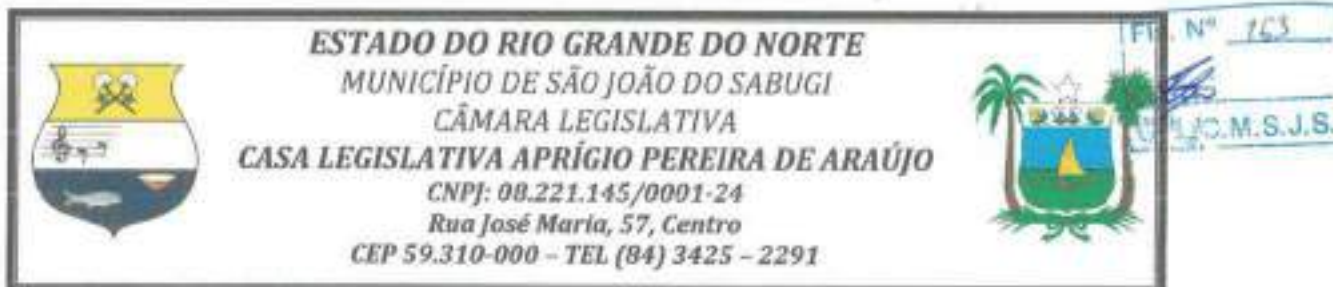 ESTADO DO RIO GRANDE DO NORTE
MUNICÍPIO DE SÃO JOÃO DO SABUGI
CÂMARA LEGISLATIVA
CASA LEGISLATIVA APRÍGIO PEREIRA DE ARAÚJO
CNPJ: 08.221.145/0001-24
Rua José Maria, 57, Centro
CEP 59.310-000 – TEL (84) 3425 – 2291
Nº 163
C.M.S.J.S.